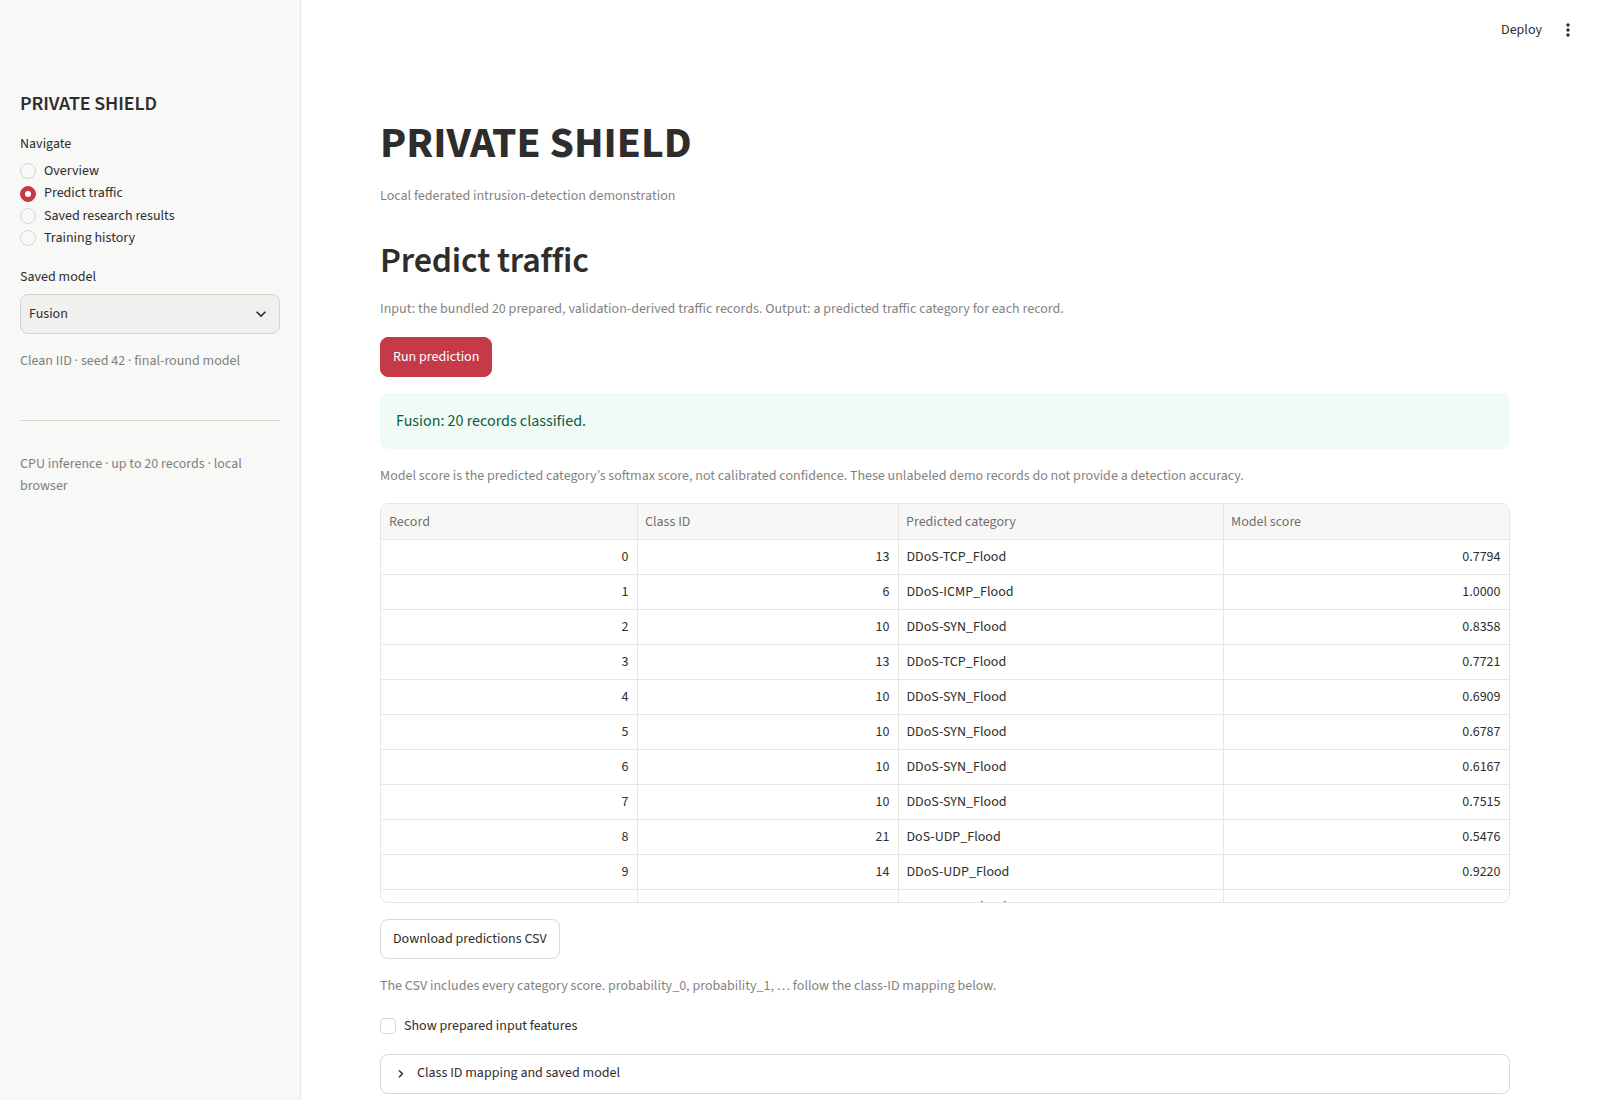 Deploy
PRIVATE SHIELD
Navigate
Overview
Predict traffic
Saved research results
Training history
Saved model
Fusion
Clean IID · seed 42 · final-round model
CPU inference · up to 20 records · local
browser
PRIVATE SHIELD
Local federated intrusion-detection demonstration
Predict traffic
Input: the bundled 20 prepared, validation-derived traffic records. Output: a predicted traffic category for each record.
Run prediction
Fusion: 20 records classified.
Model score is the predicted category's softmax score, not calibrated confidence. These unlabeled demo records do not provide a detection accuracy.
Record Class ID Predicted category Model score
0 13 DDoS-TCP_Flood 0.7794
1 6 DDoS-ICMP_Flood 1.0000
2 10 DDoS-SYN_Flood 0.8358
3 13 DDoS-TCP_Flood 0.7721
4 10 DDoS-SYN_Flood 0.6909
5 10 DDoS-SYN_Flood 0.6787
6 10 DDoS-SYN_Flood 0.6167
7 10 DDoS-SYN_Flood 0.7515
8 21 DoS-UDP_Flood 0.5476
9 14 DDoS-UDP_Flood 0.9220
Download predictions CSV
The CSV includes every category score. probability_0, probability_1, … follow the class-ID mapping below.
Show prepared input features
Class ID mapping and saved model